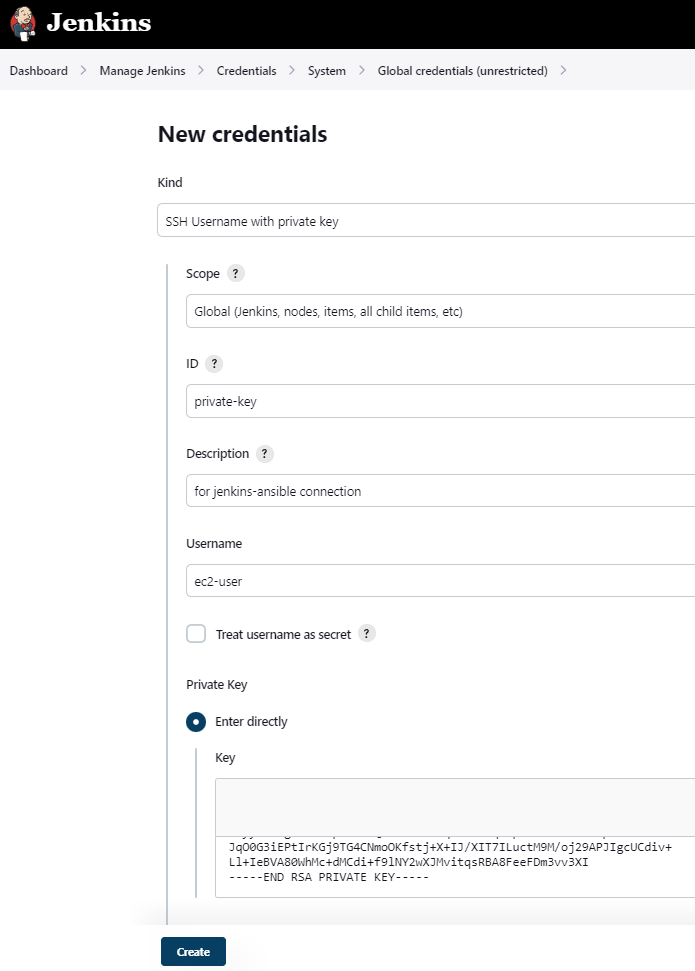 Jenkins
Dashboard > Manage Jenkins > Credentials > System > Global credentials (unrestricted) >
New credentials
Kind
SSH Username with private key
Scope ?
Global (Jenkins, nodes, items, all child items, etc)
ID ?
private-key
Description ?
for jenkins-ansible connection
Username
ec2-user
Treat username as secret ?
Private Key
Enter directly
Key
JqO0G3iEPtIrKGj9TG4CNmoOKfstj+X+IJ/XIT7ILuctM9M/oj29APJIgcUCdiv+
Ll+IeBVA80WhMc+dMCdi+f9lNY2wXJMvitqsRBA8FeeFDm3vv3XI
-----END RSA PRIVATE KEY-----
Create